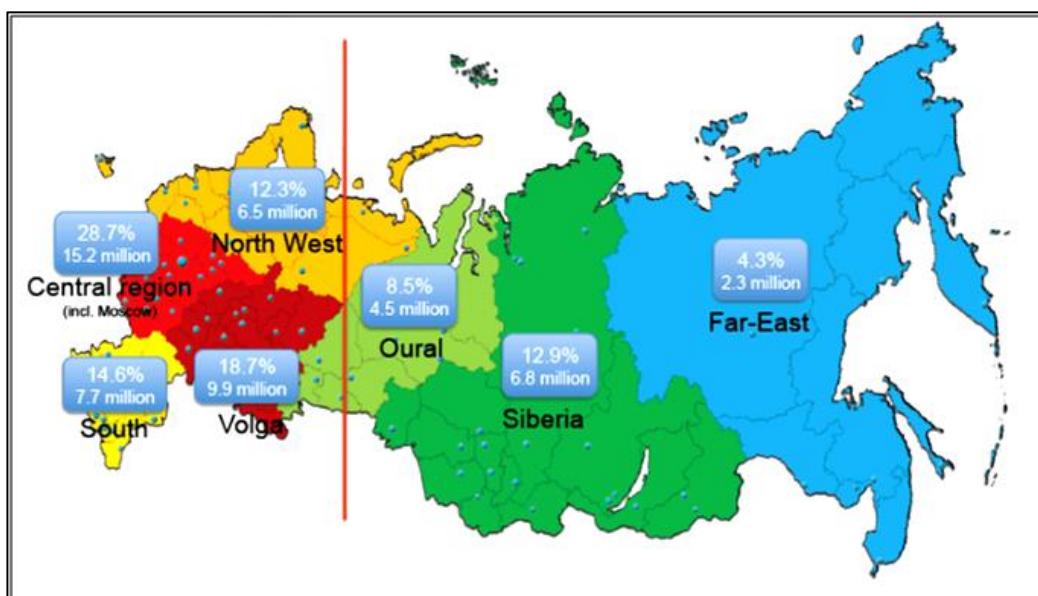 12.3%
6.5 million
North West
28.7%
15.2 million
Central region
(incl. Moscow)
8.5%
4.5 million
Oural
4.3%
2.3 million
Far-East
14.6%
7.7 million
South
18.7%
9.9 million
Volga
12.9%
6.8 million
Siberia